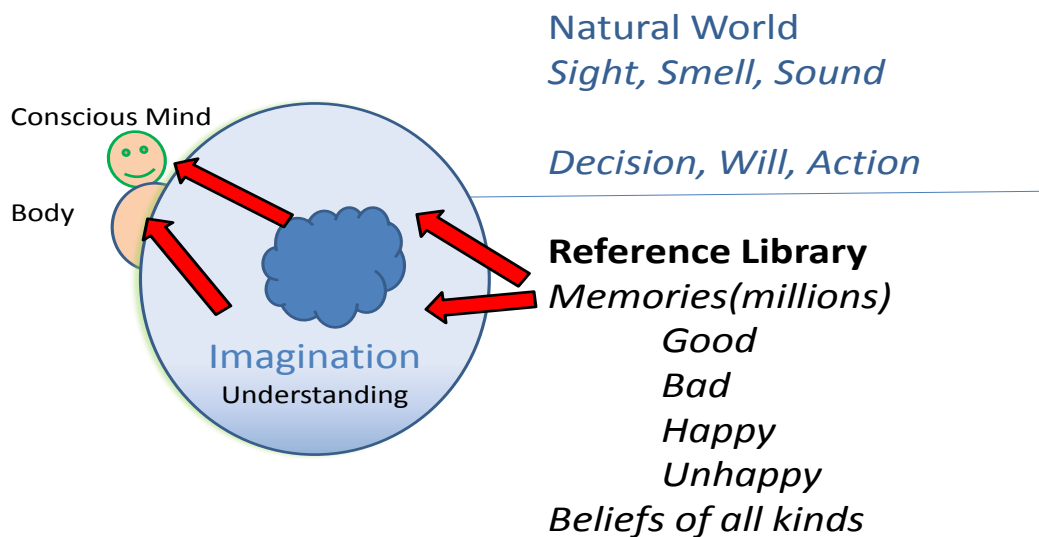 Natural World
Sight, Smell, Sound
Conscious Mind
Decision, Will, Action
Body
Reference Library
Memories(millions)
Good
Imagination
Bad
Understanding
Happy
Unhappy
Beliefs of all kinds